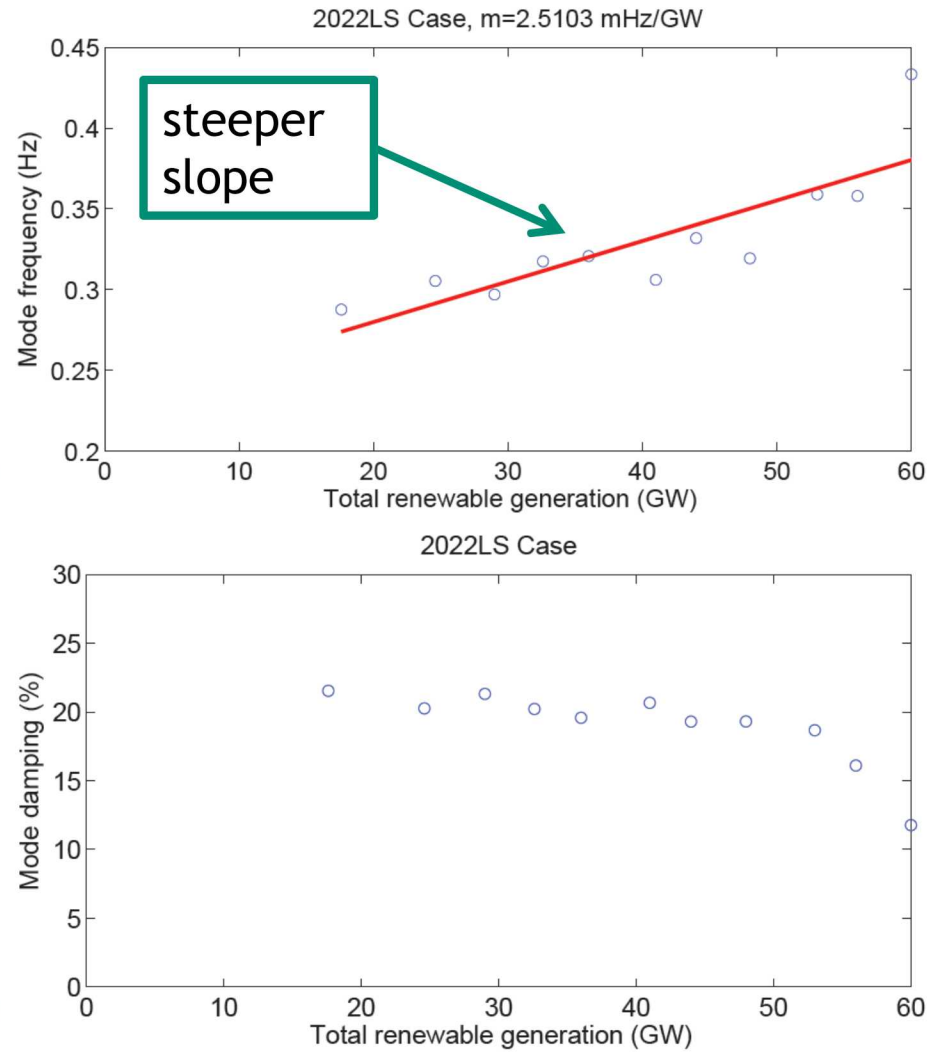 2022LS Case, m=2.5103 mHz/GW
0.45
0.4
0.35
0.3
0.25
0.2
Mode frequency (Hz)
steeper
slope
0 10 20 30 40 50 60
Total renewable generation (GW)
2022LS Case
30
25
20
15
10
5
0
Mode damping (%)
0 10 20 30 40 50 60
Total renewable generation (GW)